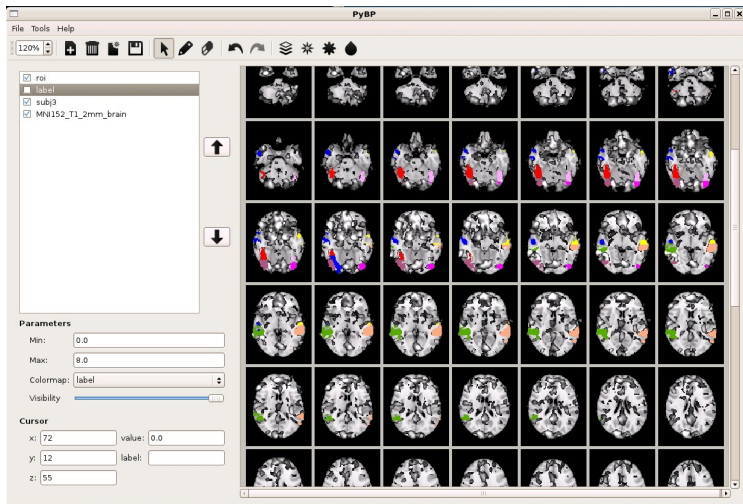 PyBP
File Tools Help
120%
roi
label
subj3
MNI152_T1_2mm_brain
Parameters
Min: 0.0
Max: 8.0
Colormap: label
Visibility
Cursor
x: 72 value: 0.0
y: 12 label:
z: 55